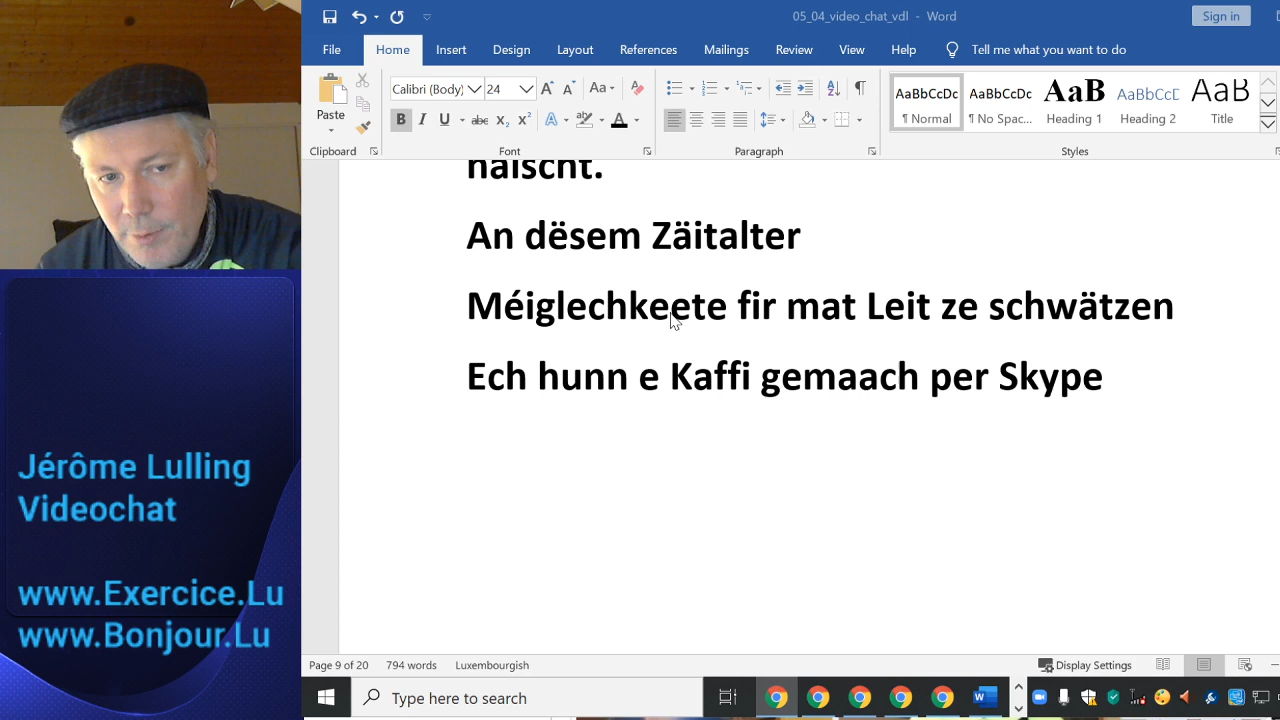 05_04_video_chat_vdl - Word
Sign in
File Home Insert Design Layout References Mailings Review View Help Tell me what you want to do
Paste
Calibri (Body) 24
AaBbCcDc AaBbCcDc AaB AaBbCcD AaB
¶ Normal ¶ No Spac... Heading 1 Heading 2 Title
Clipboard Font Paragraph Styles
An dësem Zäitalter
Méiglechkeete fir mat Leit ze schwätzen
Ech hunn e Kaffi gemaach per Skype
Jérôme Lulling
Videochat
www.Exercice.Lu
www.Bonjour.Lu
Page 9 of 20 794 words Luxembourgish Display Settings
Type here to search